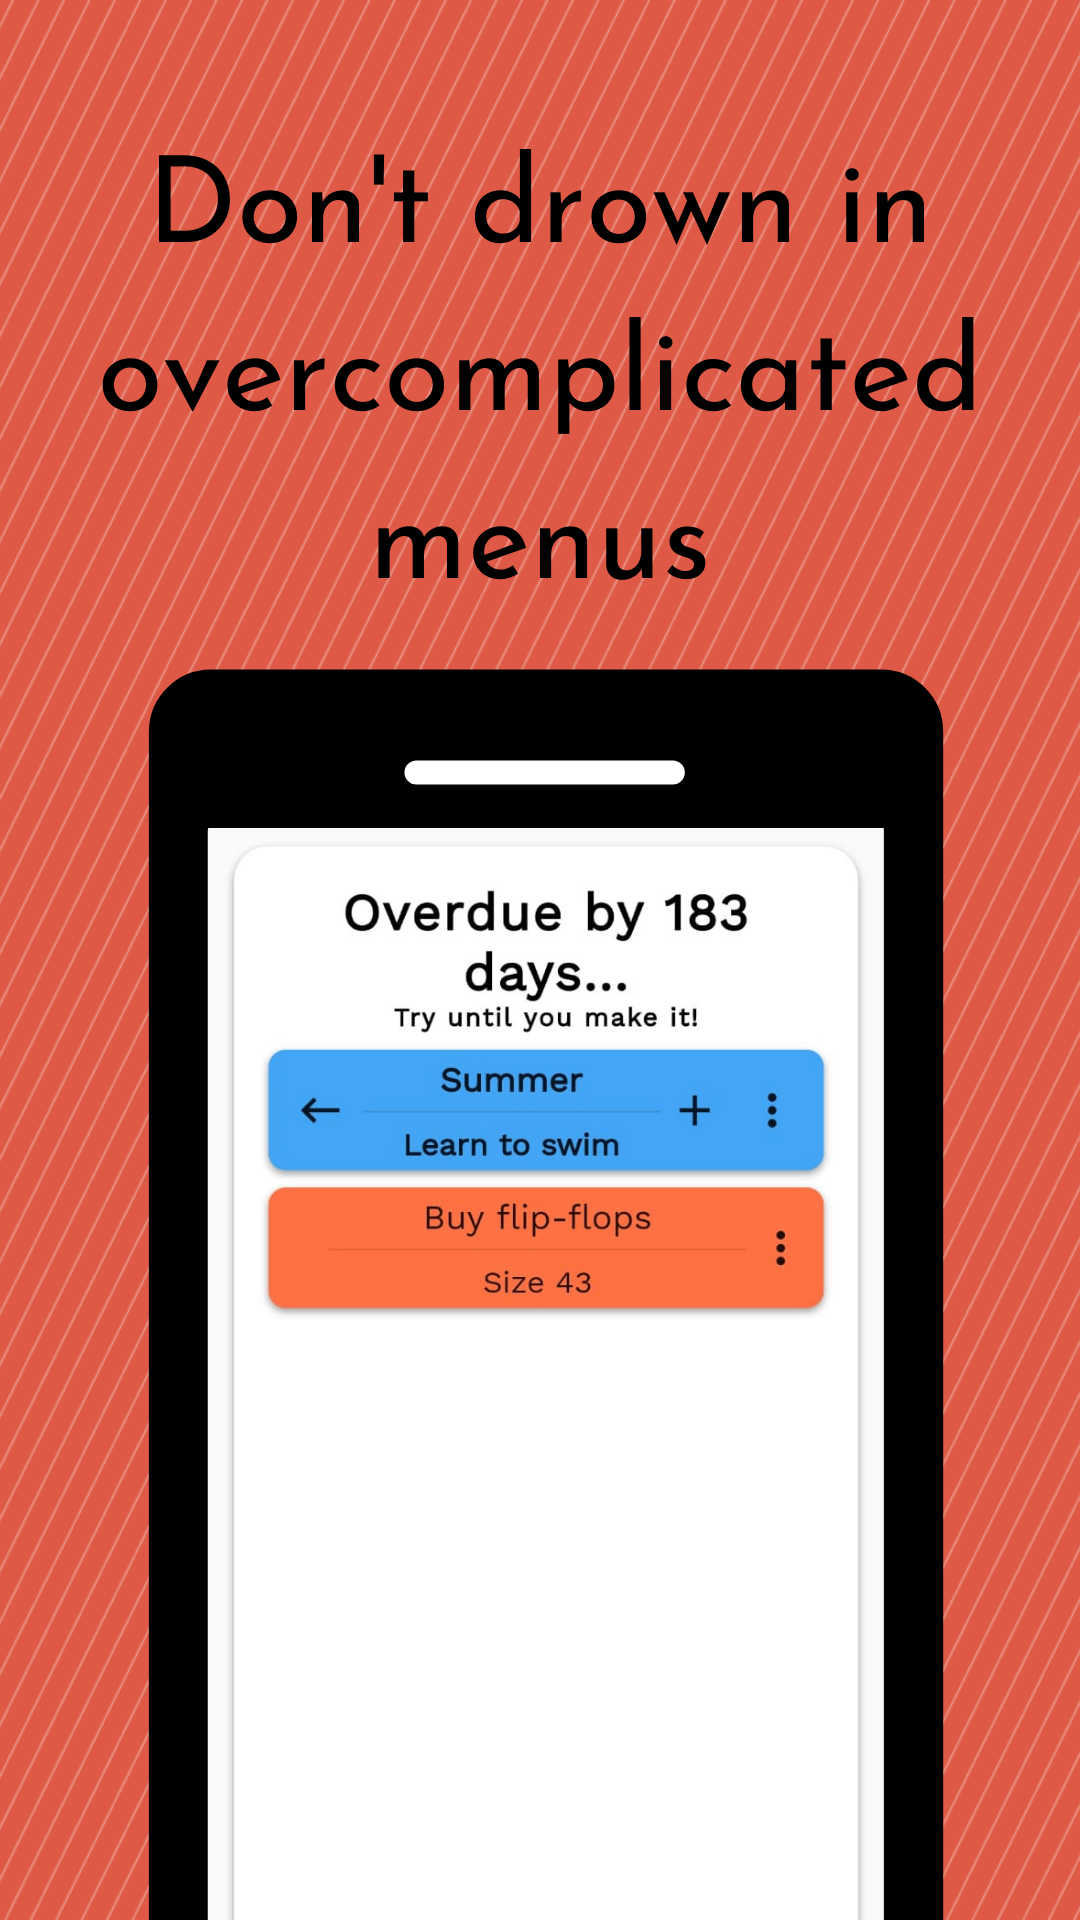 Don't drown in
overcomplicated
menus
Overdue by 183
days...
Try until you make it!
Summer
Learn to swim
Buy flip-flops
Size 43